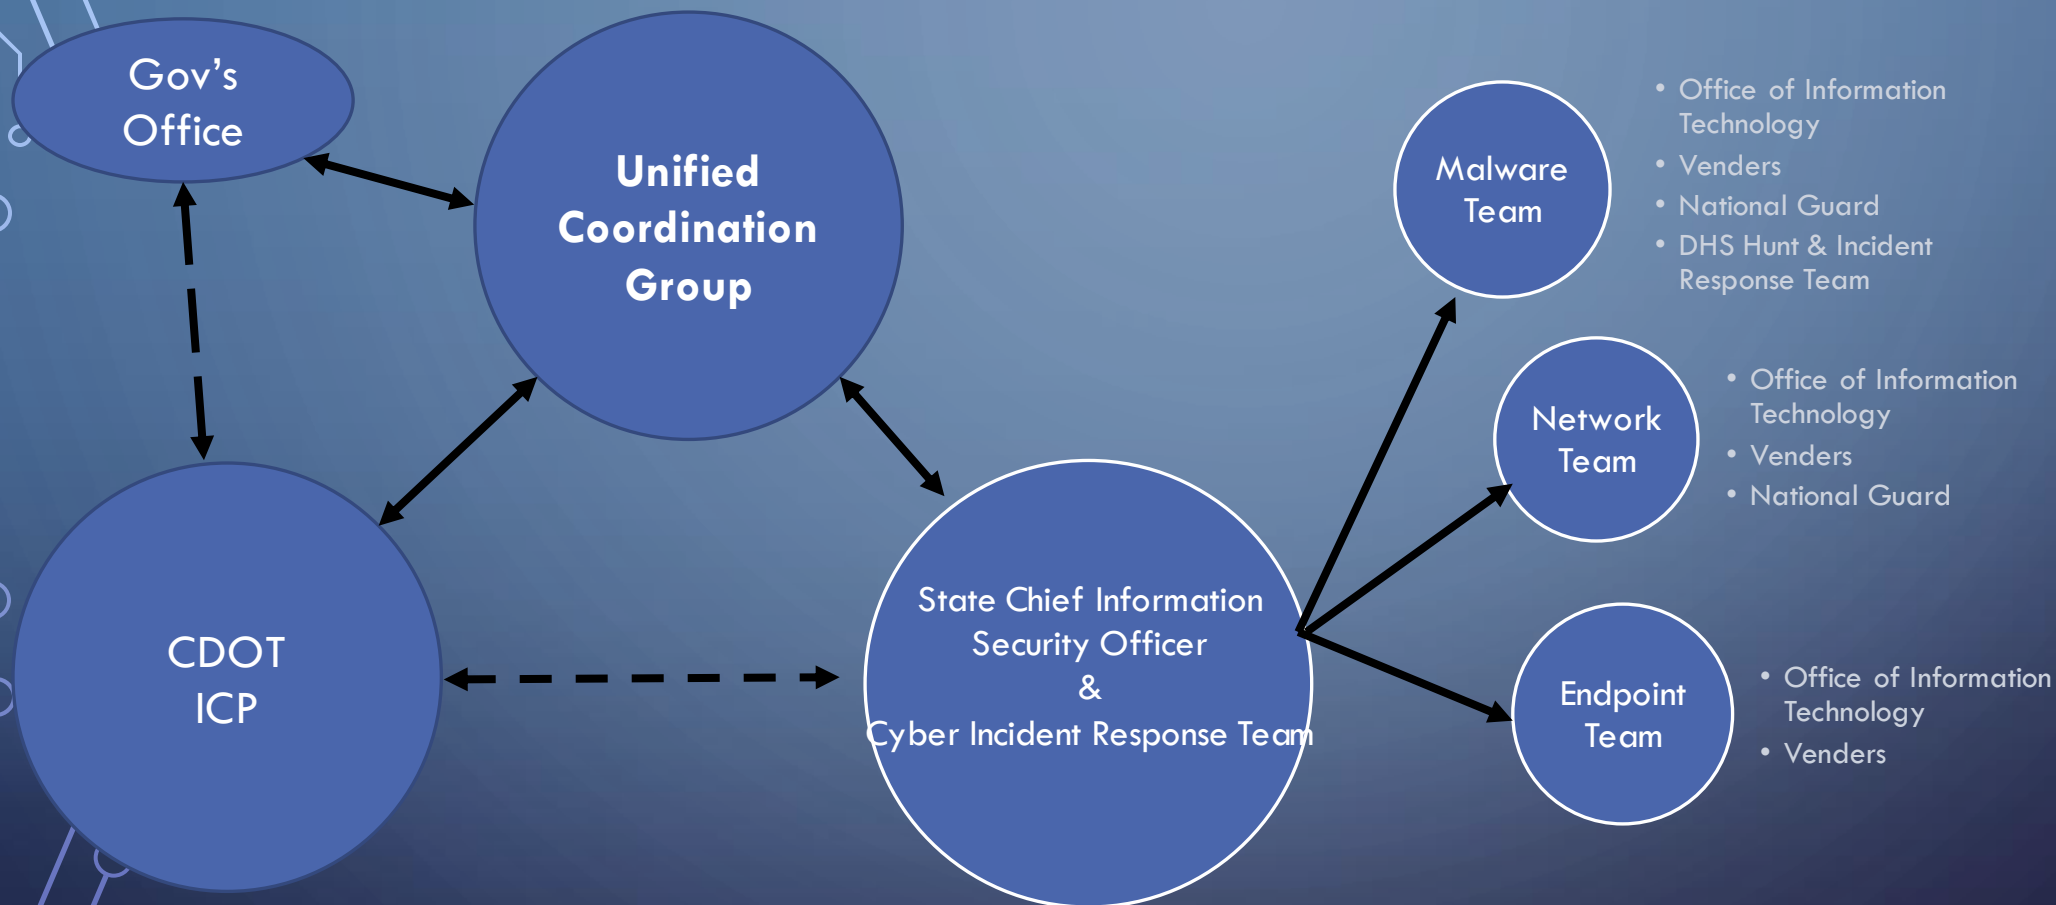 Gov's
Office
Unified
Coordination
Group
CDOT
ICP
State Chief Information
Security Officer
&
Cyber Incident Response Team
Malware
Team
• Office of Information
Technology
• Venders
• National Guard
• DHS Hunt & Incident
Response Team
Network
Team
• Office of Information
Technology
• Venders
• National Guard
Endpoint
Team
• Office of Information
Technology
• Venders